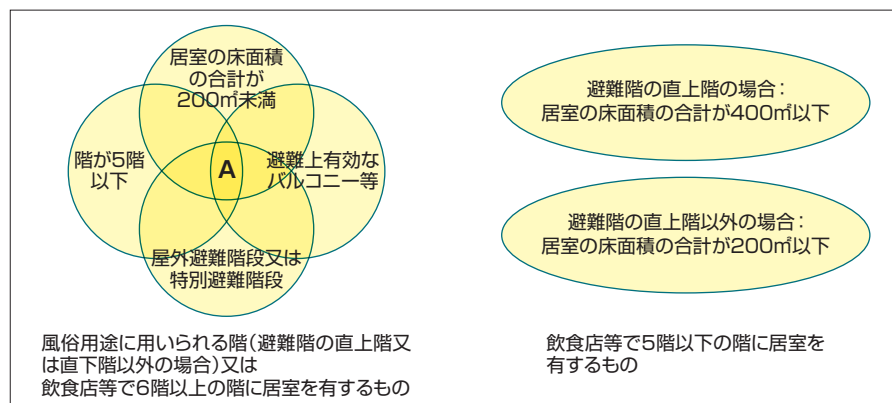 居室の床面積
の合計が
200㎡未満
階が5階
以下
A
避難上有効な
バルコニー等
屋外避難階段又は
特別避難階段
風俗用途に用いられる階（避難階の直上階又
は直下階以外の場合）又は
飲食店等で6階以上の階に居室を有するもの
避難階の直上階の場合：
居室の床面積の合計が400㎡以下
避難階の直上階以外の場合：
居室の床面積の合計が200㎡以下
飲食店等で5階以下の階に居室を
有するもの